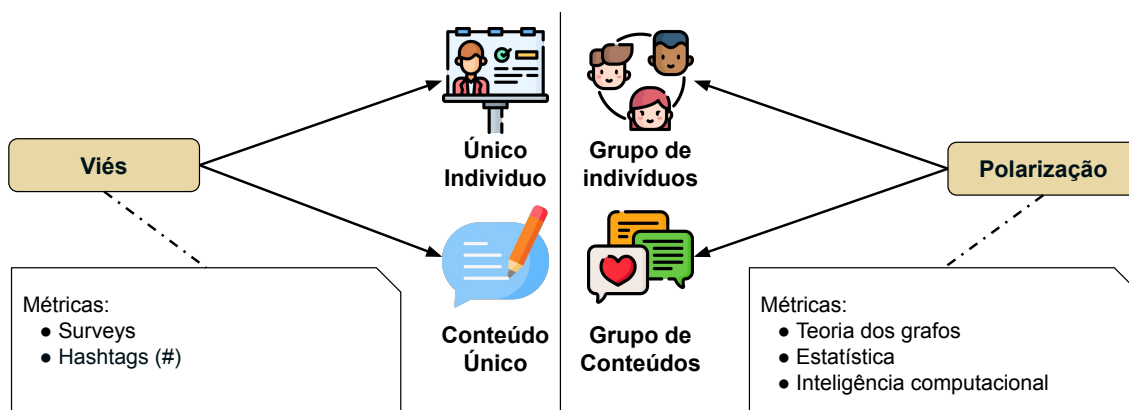 Viés
Único
Individuo
Conteúdo
Único
Métricas:
● Surveys
● Hashtags (#)
Grupo de
indivíduos
Grupo de
Conteúdos
Polarização
Métricas:
● Teoria dos grafos
● Estatística
● Inteligência computacional